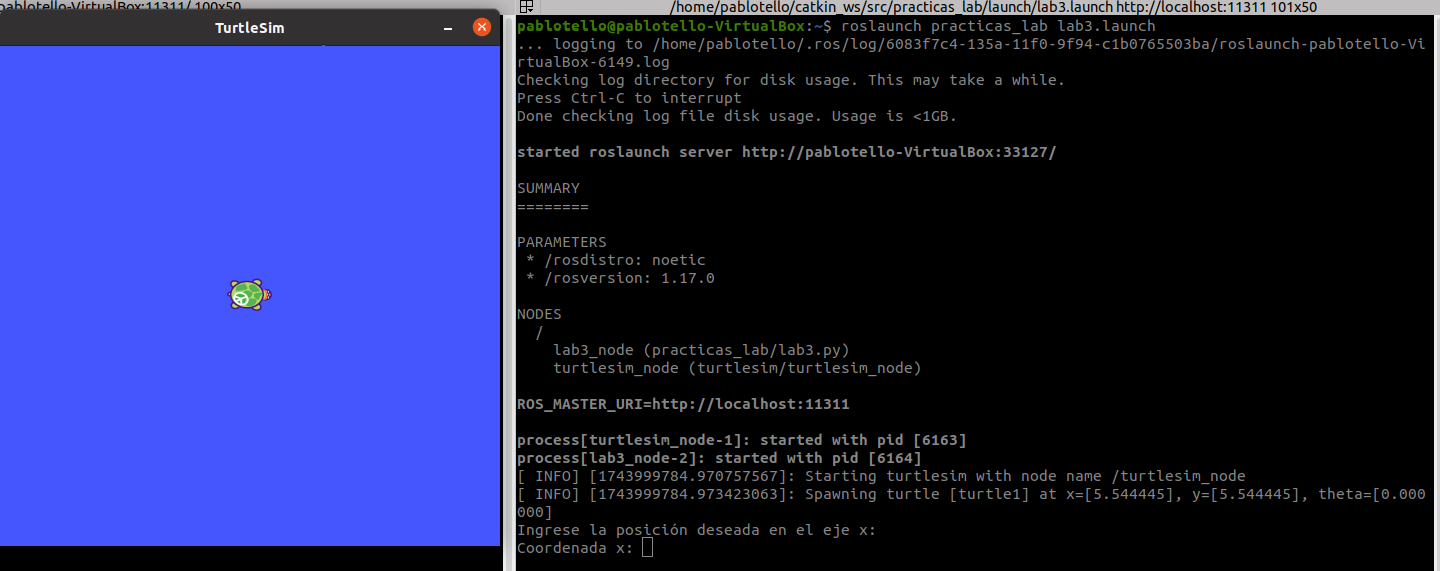 pablotello-VirtualBox:11311/ 100x50
TurtleSim
/home/pablotello/catkin_ws/src/practicas_lab/launch/lab3.launch http://localhost:11311 101x50
pablotello@pablotello-VirtualBox:~$ roslaunch practicas_lab lab3.launch
... logging to /home/pablotello/.ros/log/6083f7c4-135a-11f0-9f94-c1b0765503ba/roslaunch-pablotello-Vi
rtualBox-6149.log
Checking log directory for disk usage. This may take a while.
Press Ctrl-C to interrupt
Done checking log file disk usage. Usage is <1GB.
started roslaunch server http://pablotello-VirtualBox:33127/
SUMMARY
========
PARAMETERS
* /rosdistro: noetic
* /rosversion: 1.17.0
NODES
/
lab3_node (practicas_lab/lab3.py)
turtlesim_node (turtlesim/turtlesim_node)
ROS_MASTER_URI=http://localhost:11311
process[turtlesim_node-1]: started with pid [6163]
process[lab3_node-2]: started with pid [6164]
[ INFO] [1743999784.970757567]: Starting turtlesim with node name /turtlesim_node
[ INFO] [1743999784.973423063]: Spawning turtle [turtle1] at x=[5.544445], y=[5.544445], theta=[0.000
000]
Ingrese la posición deseada en el eje x:
Coordenada x: